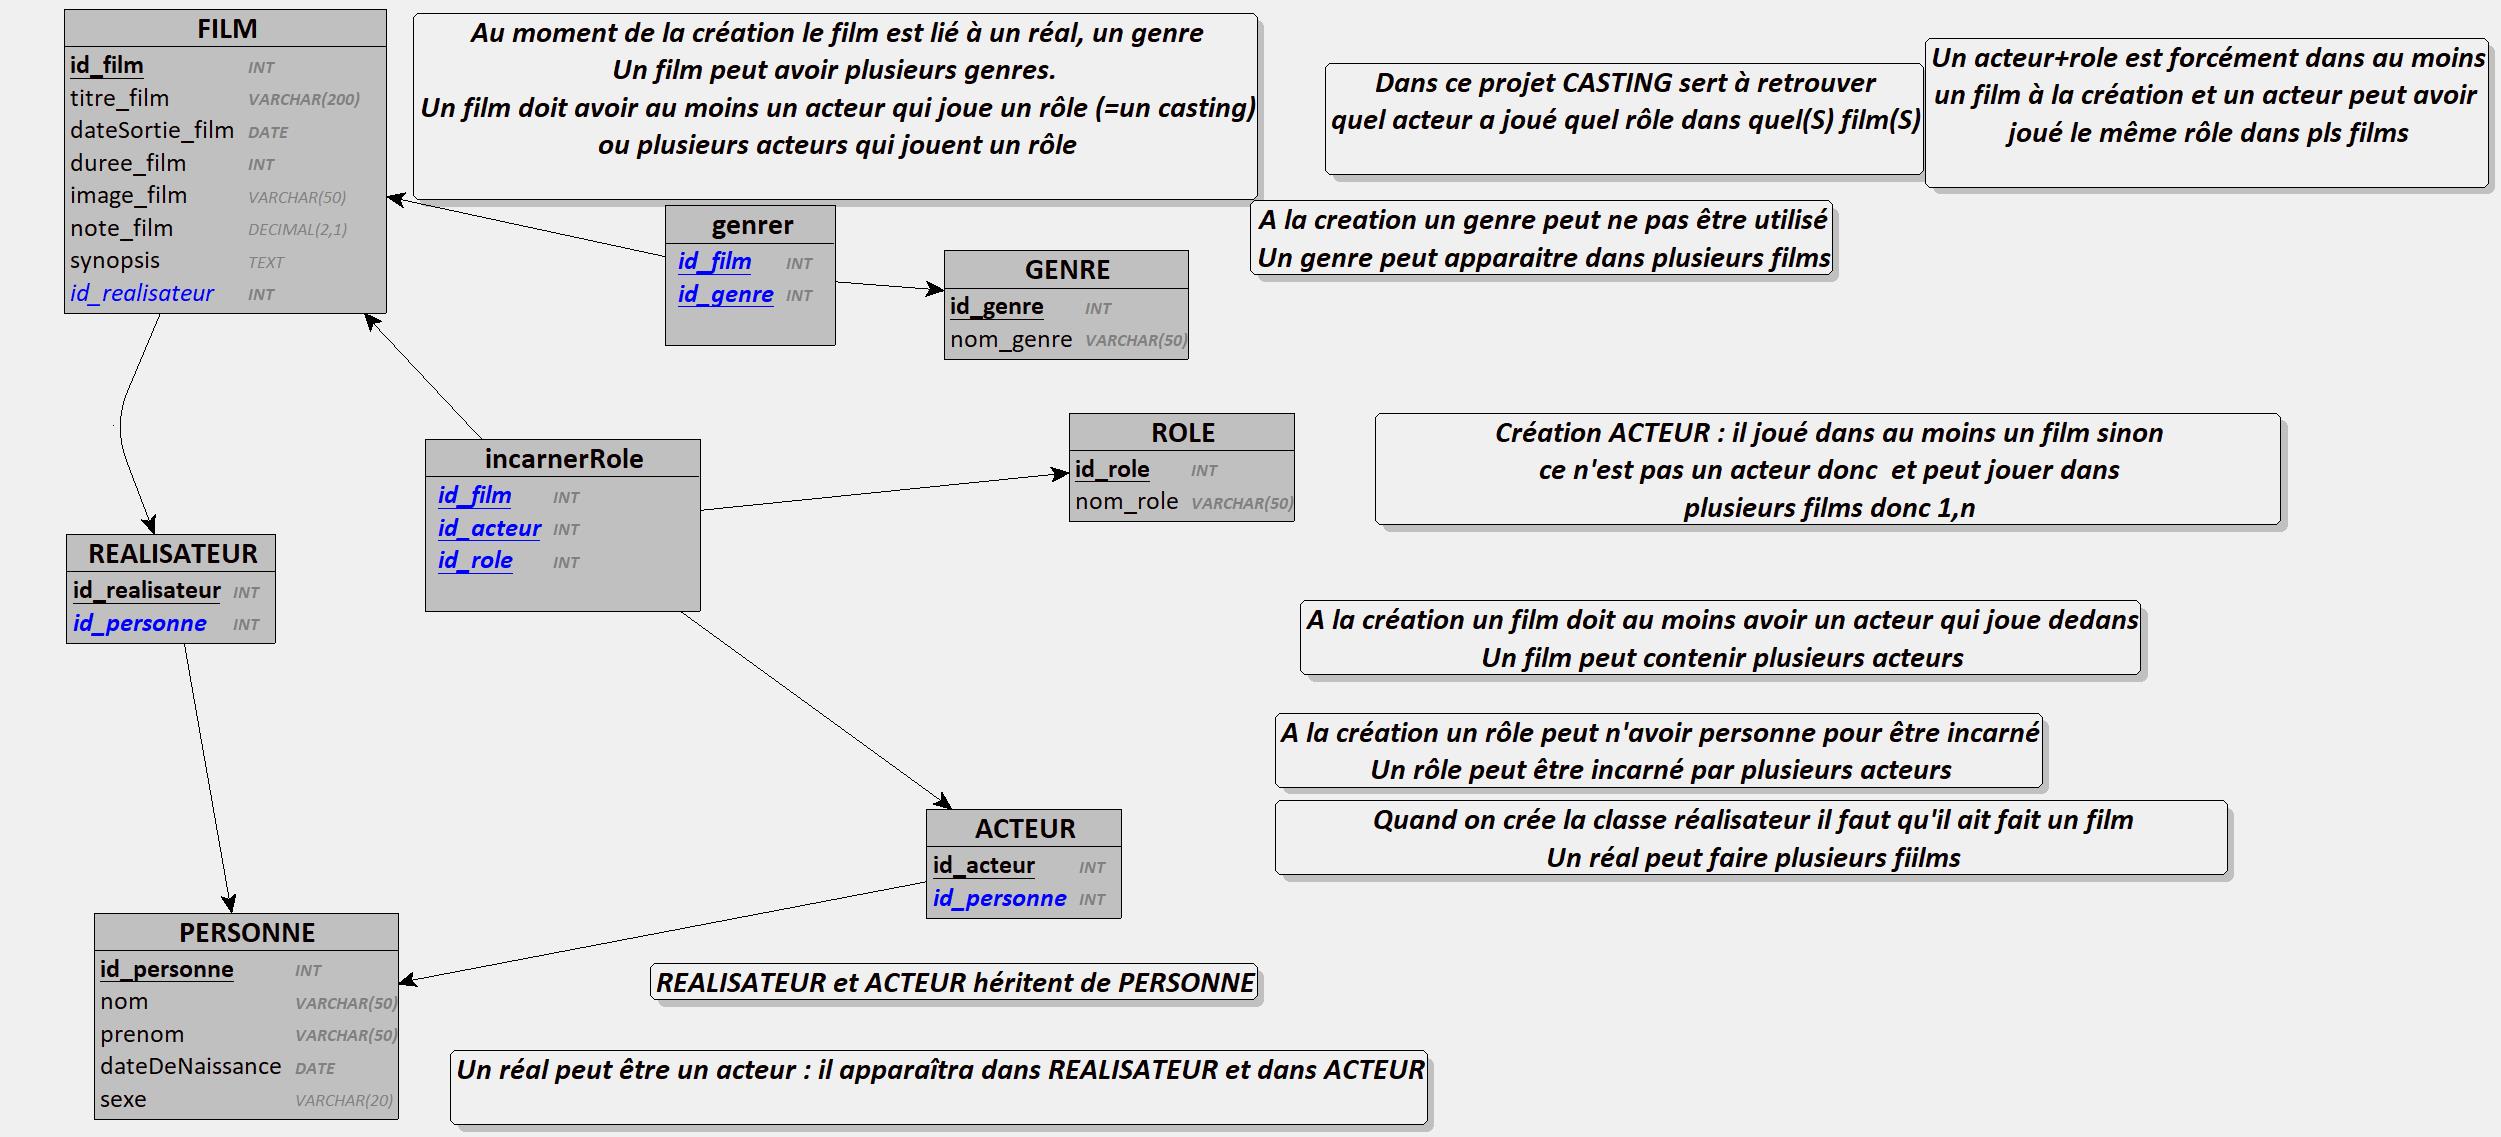 FILM
id_film INT
titre_film VARCHAR(200)
dateSortie_film DATE
duree_film INT
image_film VARCHAR(50)
note_film DECIMAL(2,1)
synopsis TEXT
id_realisateur INT
Au moment de la création le film est lié à un réal, un genre
Un film peut avoir plusieurs genres.
Un film doit avoir au moins un acteur qui joue un rôle (=un casting)
ou plusieurs acteurs qui jouent un rôle
Dans ce projet CASTING sert à retrouver
quel acteur a joué quel rôle dans quel(S) film(S)
Un acteur+role est forcément dans au moins
un film à la création et un acteur peut avoir
joué le même rôle dans pls films
genrer
id_film INT
id_genre INT
GENRE
id_genre INT
nom_genre VARCHAR(50)
A la creation un genre peut ne pas être utilisé
Un genre peut apparaitre dans plusieurs films
incarnerRole
id_film INT
id_acteur INT
id_role INT
ROLE
id_role INT
nom_role VARCHAR(50)
Création ACTEUR : il joué dans au moins un film sinon
ce n'est pas un acteur donc  et peut jouer dans
plusieurs films donc 1,n
REALISATEUR
id_realisateur INT
id_personne INT
A la création un film doit au moins avoir un acteur qui joue dedans
Un film peut contenir plusieurs acteurs
A la création un rôle peut n'avoir personne pour être incarné
Un rôle peut être incarné par plusieurs acteurs
Quand on crée la classe réalisateur il faut qu'il ait fait un film
Un réal peut faire plusieurs fiilms
ACTEUR
id_acteur INT
id_personne INT
PERSONNE
id_personne INT
nom VARCHAR(50)
prenom VARCHAR(50)
dateDeNaissance DATE
sexe VARCHAR(20)
REALISATEUR et ACTEUR héritent de PERSONNE
Un réal peut être un acteur : il apparaîtra dans REALISATEUR et dans ACTEUR